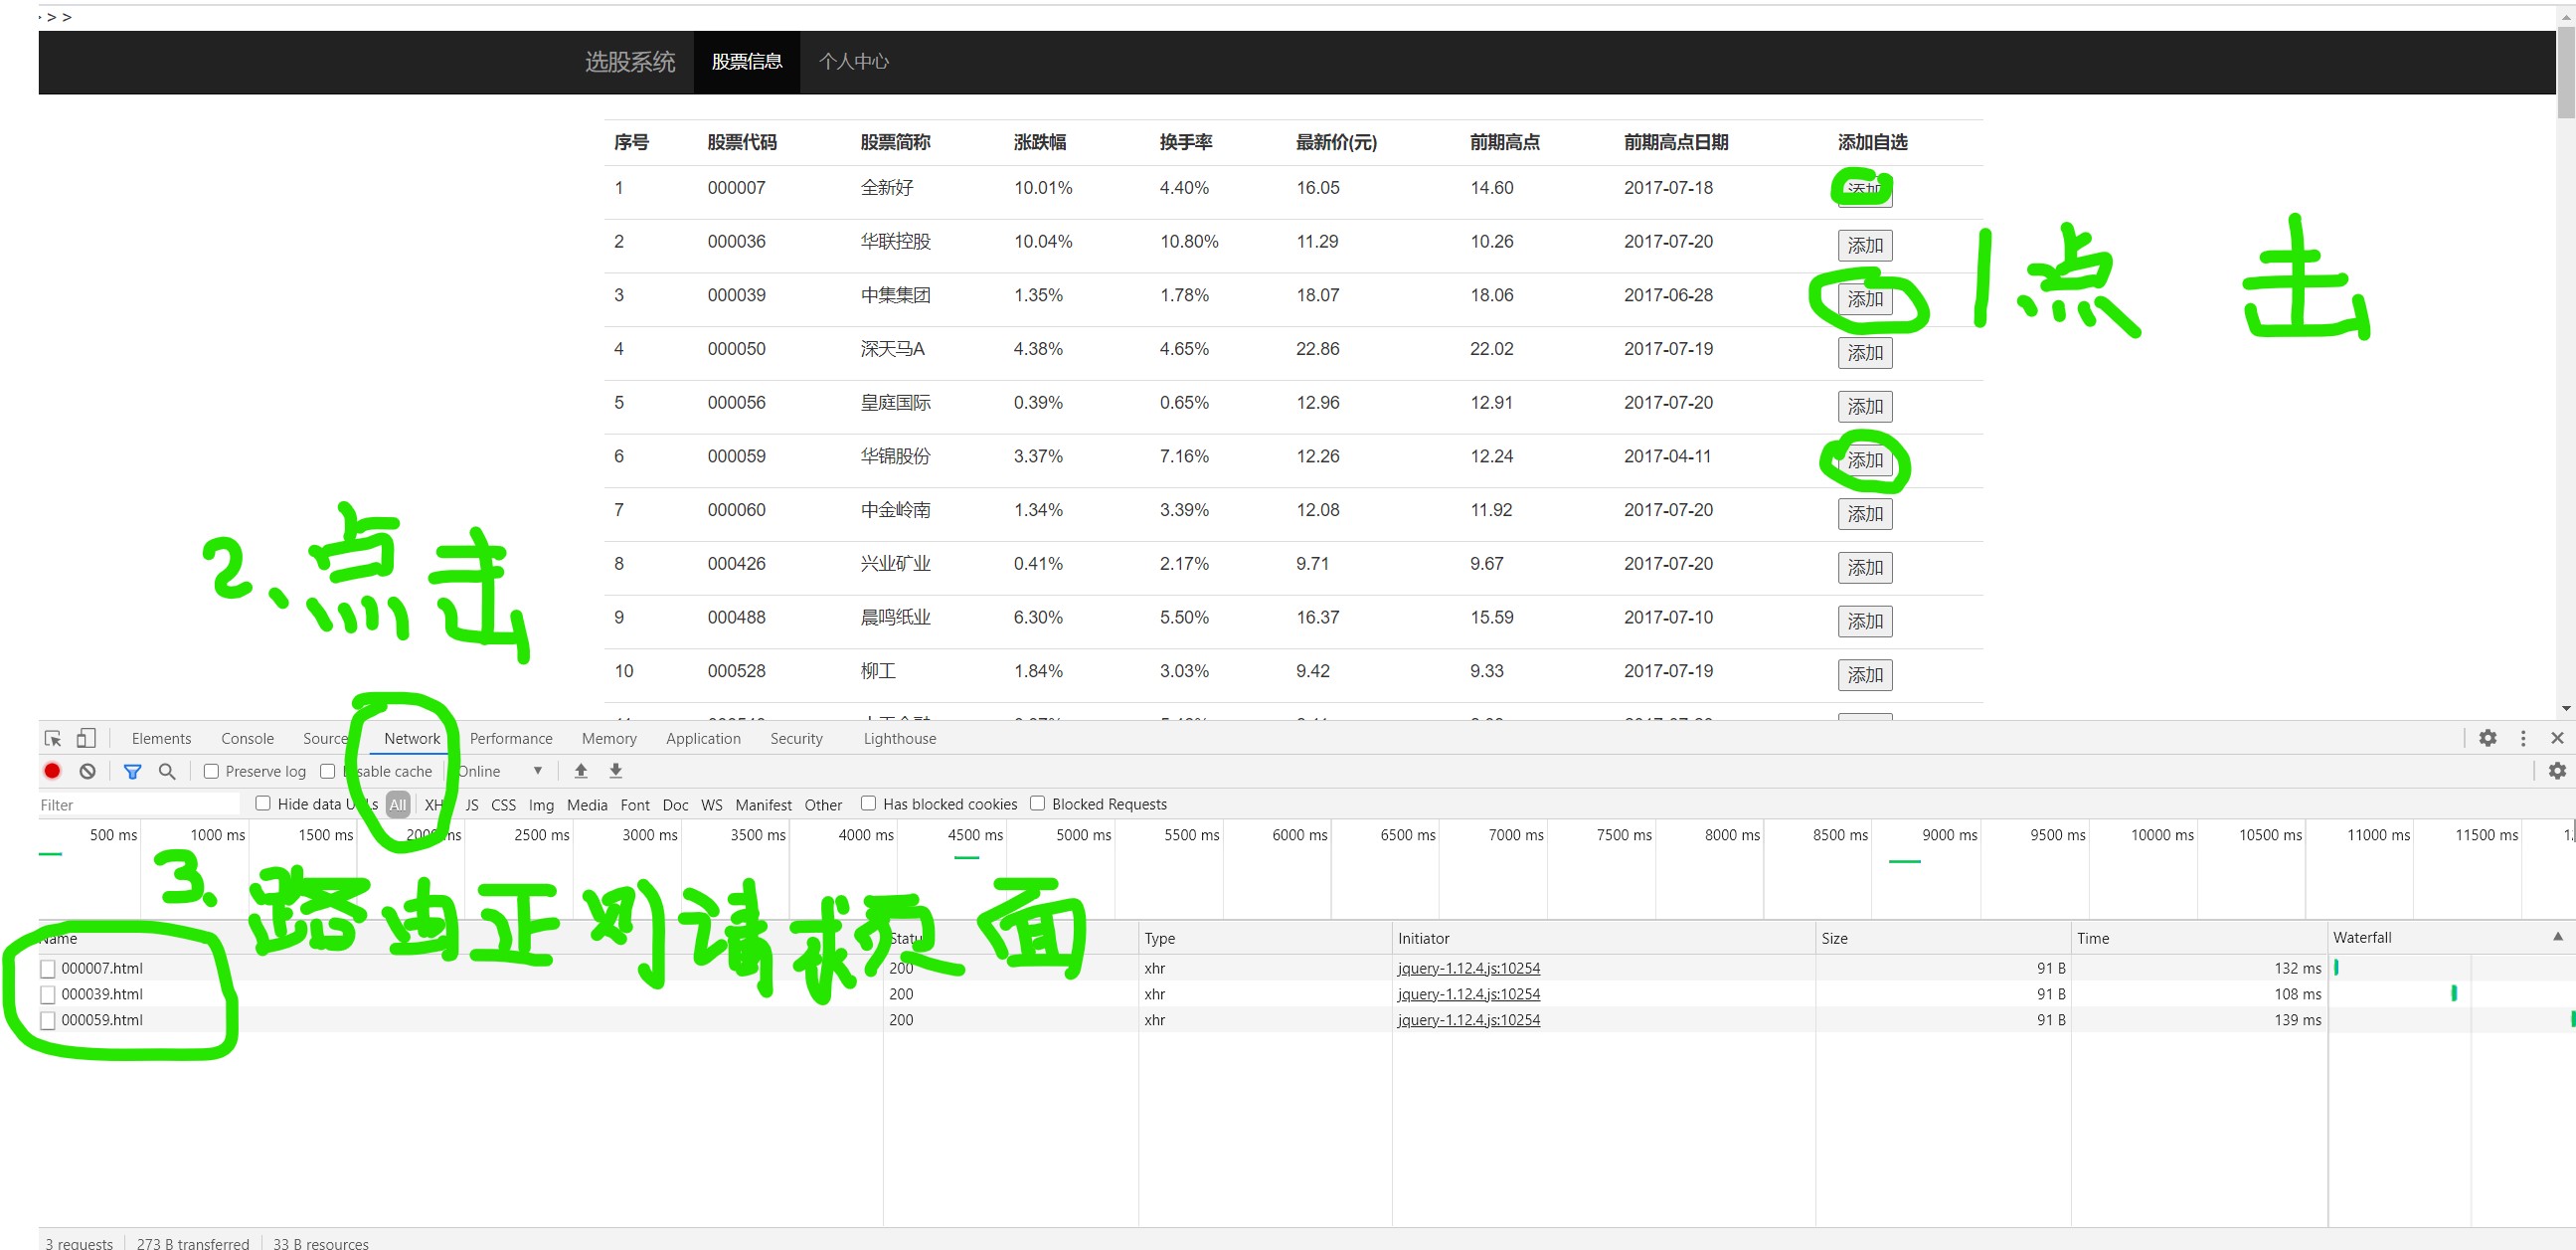 > > >
选股系统 股票信息 个人中心
序号 股票代码 股票简称 涨跌幅 换手率 最新价(元) 前期高点 前期高点日期 添加自选
1 000007 全新好 10.01% 4.40% 16.05 14.60 2017-07-18 添加
2 000036 华联控股 10.04% 10.80% 11.29 10.26 2017-07-20 添加
3 000039 中集集团 1.35% 1.78% 18.07 18.06 2017-06-28 添加
1点 击
4 000050 深天马A 4.38% 4.65% 22.86 22.02 2017-07-19 添加
5 000056 皇庭国际 0.39% 0.65% 12.96 12.91 2017-07-20 添加
6 000059 华锦股份 3.37% 7.16% 12.26 12.24 2017-04-11 添加
7 000060 中金岭南 1.34% 3.39% 12.08 11.92 2017-07-20 添加
2、点击
8 000426 兴业矿业 0.41% 2.17% 9.71 9.67 2017-07-20 添加
9 000488 晨鸣纸业 6.30% 5.50% 16.37 15.59 2017-07-10 添加
10 000528 柳工 1.84% 3.03% 9.42 9.33 2017-07-19 添加
Elements Console Source Network Performance Memory Application Security Lighthouse
Preserve log cache Online
Filter Hide data All JS CSS Img Media Font Doc WS Manifest Other Has blocked cookies Blocked Requests
500 ms 1000 ms 1500 ms 2000 ms 2500 ms 3000 ms 3500 ms 4000 ms 4500 ms 5000 ms 5500 ms 6000 ms 6500 ms 7000 ms 7500 ms 8000 ms 8500 ms 9000 ms 9500 ms 10000 ms 10500 ms 11000 ms 11500 ms
3、路由正则请求页面
Name Statu Type Initiator Size Time Waterfall
000007.html 200 xhr jquery-1.12.4.js:10254 91 B 132 ms
000039.html 200 xhr jquery-1.12.4.js:10254 91 B 108 ms
000059.html 200 xhr jquery-1.12.4.js:10254 91 B 139 ms
3 requests 273 B transferred 33 B resources